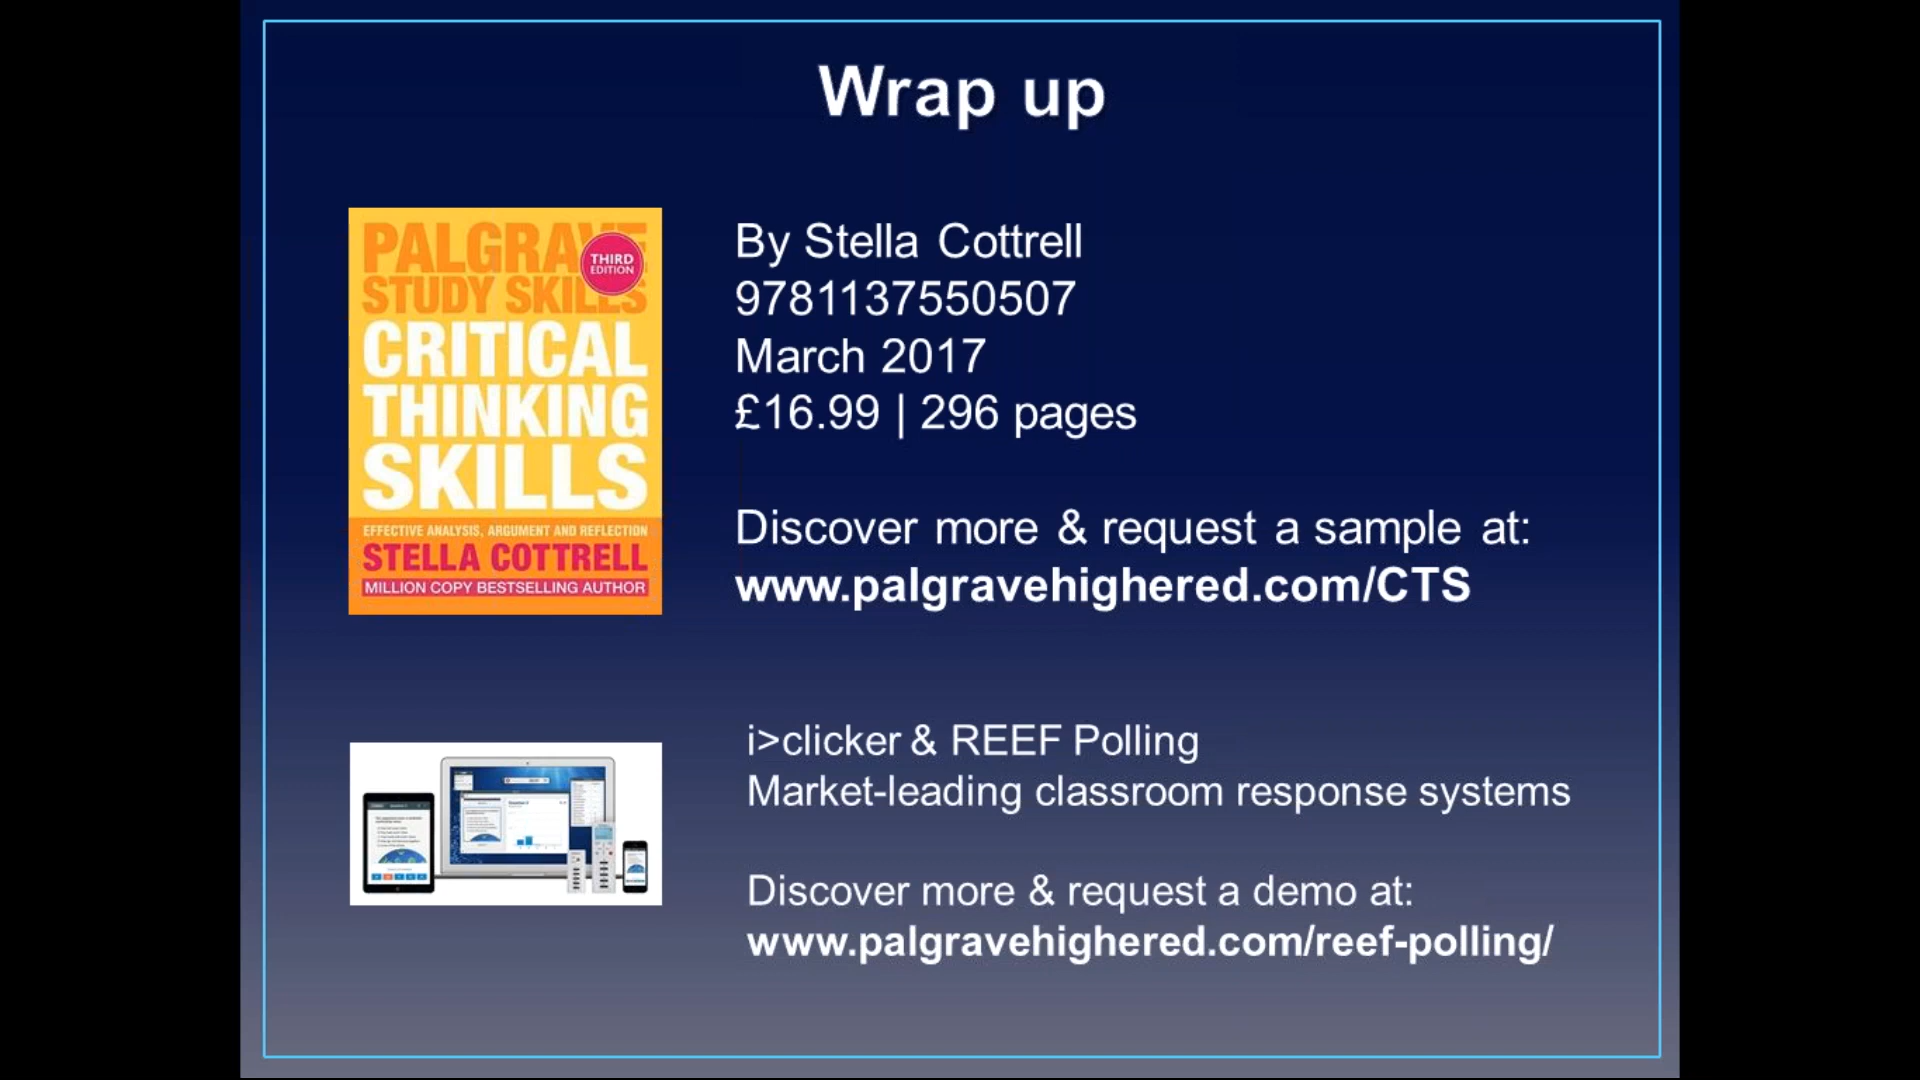 Wrap up
PALGRAVE
STUDY SKILLS
THIRD
EDITION
CRITICAL
THINKING
SKILLS
EFFECTIVE ANALYSIS, ARGUMENT AND REFLECTION
STELLA COTTRELL
MILLION COPY BESTSELLING AUTHOR
By Stella Cottrell
9781137550507
March 2017
£16.99 | 296 pages
Discover more & request a sample at:
www.palgravehighered.com/CTS
i>clicker & REEF Polling
Market-leading classroom response systems
Discover more & request a demo at:
www.palgravehighered.com/reef-polling/